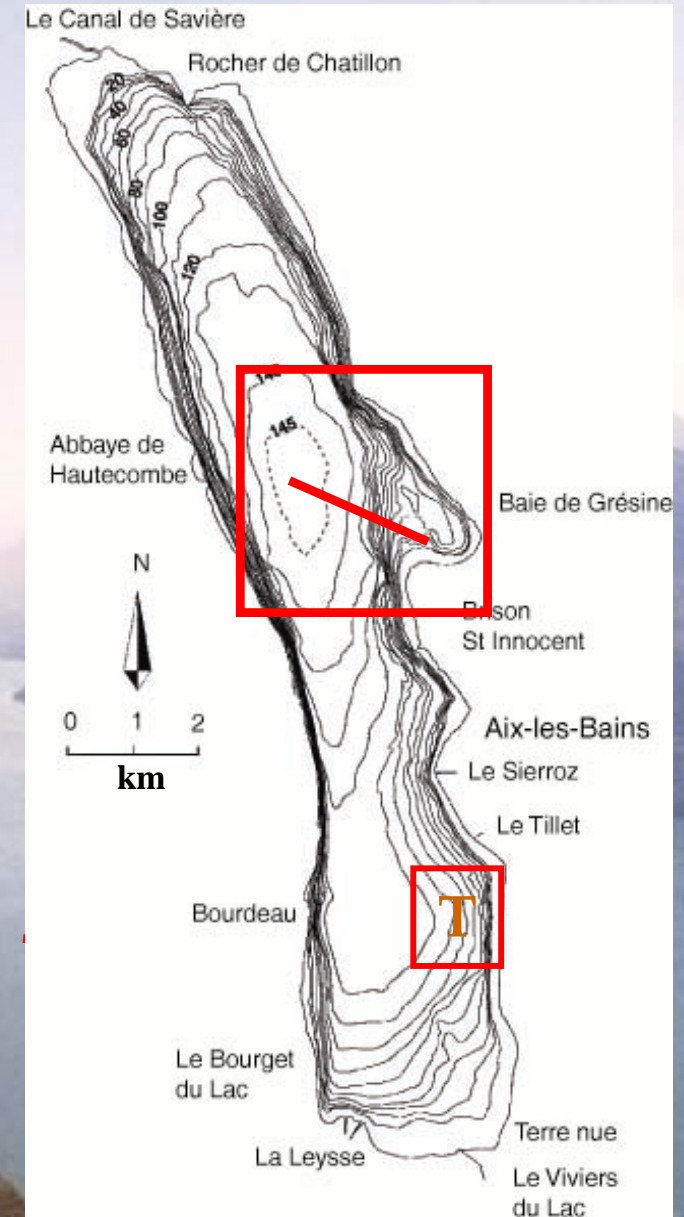 Le Canal de Savière
Rocher de Chatillon
20
40
60
80
100
120
145
Abbaye de
Hautecombe
Baie de Grésine
N
Brison
St Innocent
0 1 2
km
Aix-les-Bains
Le Sierroz
Le Tillet
T
Bourdeau
Le Bourget
du Lac
La Leysse
Terre nue
Le Viviers
du Lac